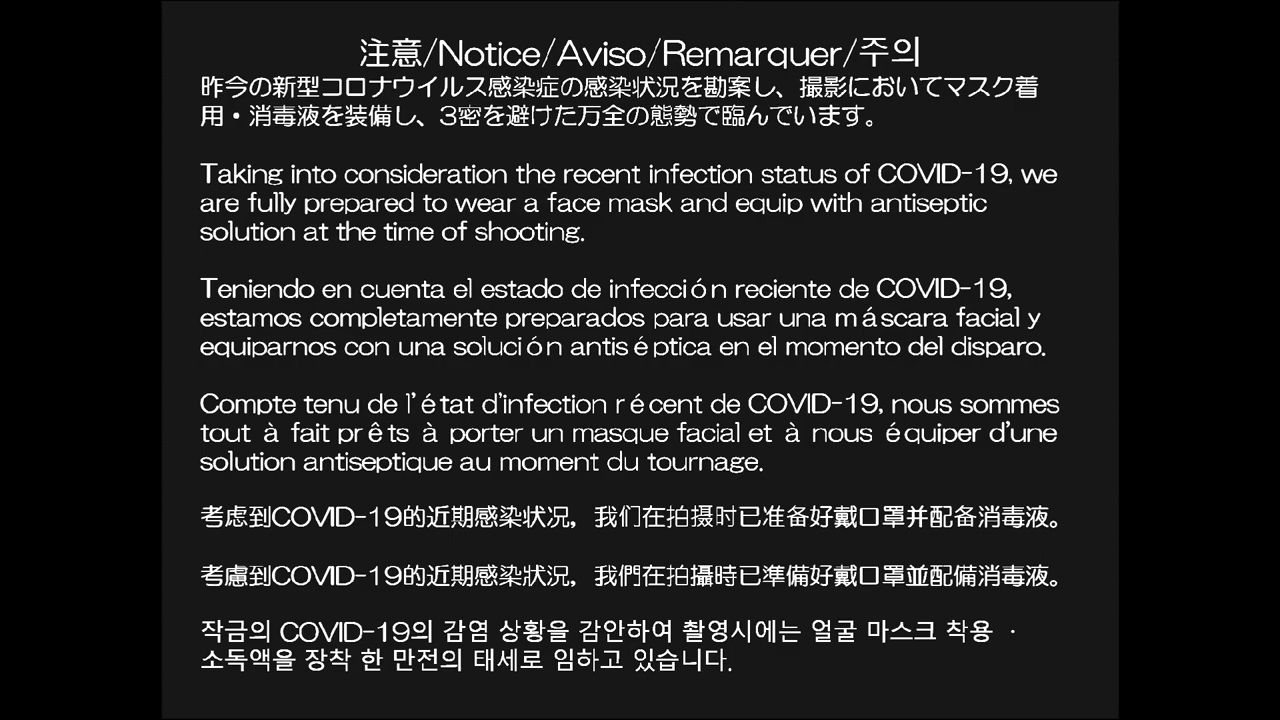 注意/Notice/Aviso/Remarquer/주의
昨今の新型コロナウイルス感染症の感染状況を勘案し、撮影においてマスク着
用・消毒液を装備し、3密を避けた万全の態勢で臨んでいます。
Taking into consideration the recent infection status of COVID-19, we
are fully prepared to wear a face mask and equip with antiseptic
solution at the time of shooting.
Teniendo en cuenta el estado de infección reciente de COVID-19,
estamos completamente preparados para usar una máscara facial y
equiparnos con una solución antiséptica en el momento del disparo.
Compte tenu de l'état d'infection récent de COVID-19, nous sommes
tout à fait prêts à porter un masque facial et à nous équiper d'une
solution antiseptique au moment du tournage.
考虑到COVID-19的近期感染状况，我们在拍摄时已准备好戴口罩并配备消毒液。
考慮到COVID-19的近期感染狀況，我們在拍攝時已準備好戴口罩並配備消毒液。
작금의 COVID-19의 감염 상황을 감안하여 촬영시에는 얼굴 마스크 착용 ·
소독액을 장착 한 만전의 태세로 임하고 있습니다.